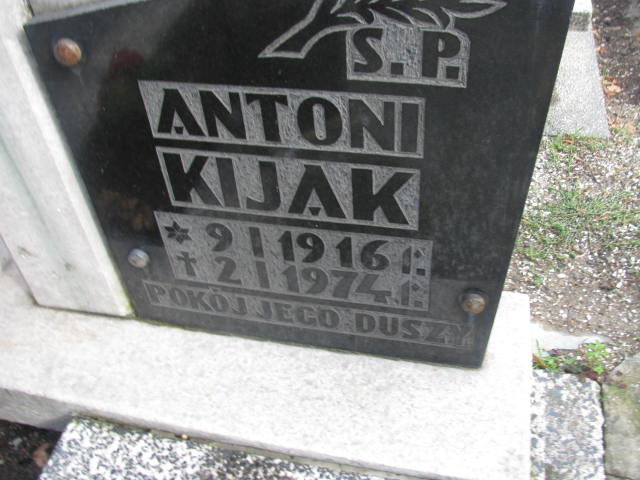 S.P.
ANTONI
KIJAK
* 9 I 1916 r.
† 2 I 1974 r.
POKÓJ JEGO DUSZY